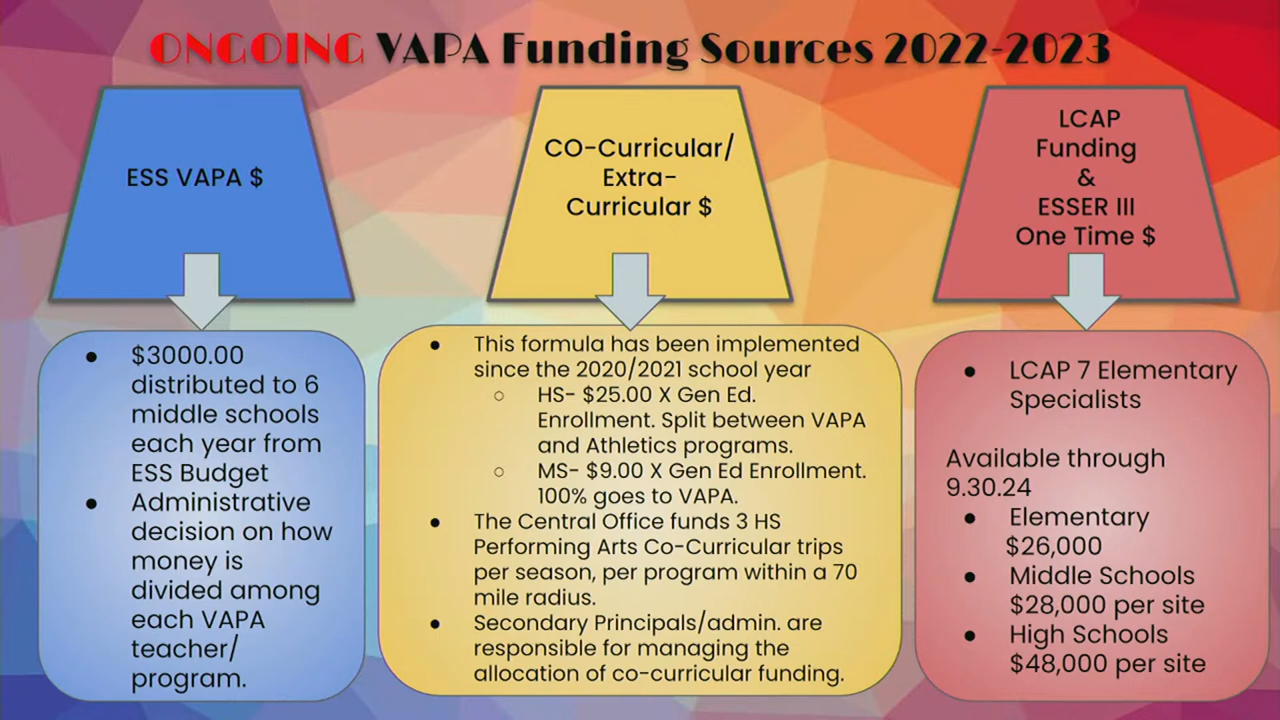 ONGOING VAPA Funding Sources 2022-2023
ESS VAPA $
● $3000.00
distributed to 6
middle schools
each year from
ESS Budget
● Administrative
decision on how
money is
divided among
each VAPA
teacher/
program.
CO-Curricular/
Extra-
Curricular $
● This formula has been implemented
since the 2020/2021 school year
○ HS- $25.00 X Gen Ed.
Enrollment. Split between VAPA
and Athletics programs.
○ MS- $9.00 X Gen Ed Enrollment.
100% goes to VAPA.
● The Central Office funds 3 HS
Performing Arts Co-Curricular trips
per season, per program within a 70
mile radius.
● Secondary Principals/admin. are
responsible for managing the
allocation of co-curricular funding.
LCAP
Funding
&
ESSER III
One Time $
● LCAP 7 Elementary
Specialists
Available through
9.30.24
● Elementary
$26,000
● Middle Schools
$28,000 per site
● High Schools
$48,000 per site